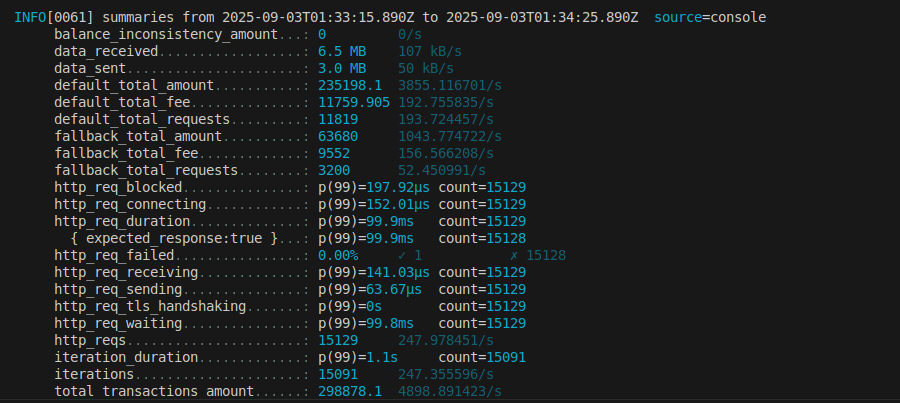 INFO[0061] summaries from 2025-09-03T01:33:15.890Z to 2025-09-03T01:34:25.890Z  source=console
     balance_inconsistency_amount...: 0         0/s
     data_received..................: 6.5 MB    107 kB/s
     data_sent......................: 3.0 MB    50 kB/s
     default_total_amount...........: 235198.1  3855.116701/s
     default_total_fee..............: 11759.905 192.755835/s
     default_total_requests.........: 11819     193.724457/s
     fallback_total_amount..........: 63680     1043.774722/s
     fallback_total_fee.............: 9552      156.566208/s
     fallback_total_requests........: 3200      52.450991/s
     http_req_blocked...............: p(99)=197.92µs count=15129
     http_req_connecting............: p(99)=152.01µs count=15129
     http_req_duration..............: p(99)=99.9ms   count=15129
       { expected_response:true }...: p(99)=99.9ms   count=15128
     http_req_failed................: 0.00%     ✓ 1           ✗ 15128
     http_req_receiving.............: p(99)=141.03µs count=15129
     http_req_sending...............: p(99)=63.67µs  count=15129
     http_req_tls_handshaking.......: p(99)=0s       count=15129
     http_req_waiting...............: p(99)=99.8ms   count=15129
     http_reqs......................: 15129     247.978451/s
     iteration_duration.............: p(99)=1.1s     count=15091
     iterations.....................: 15091     247.355596/s
     total_transactions_amount......: 298878.1  4898.891423/s